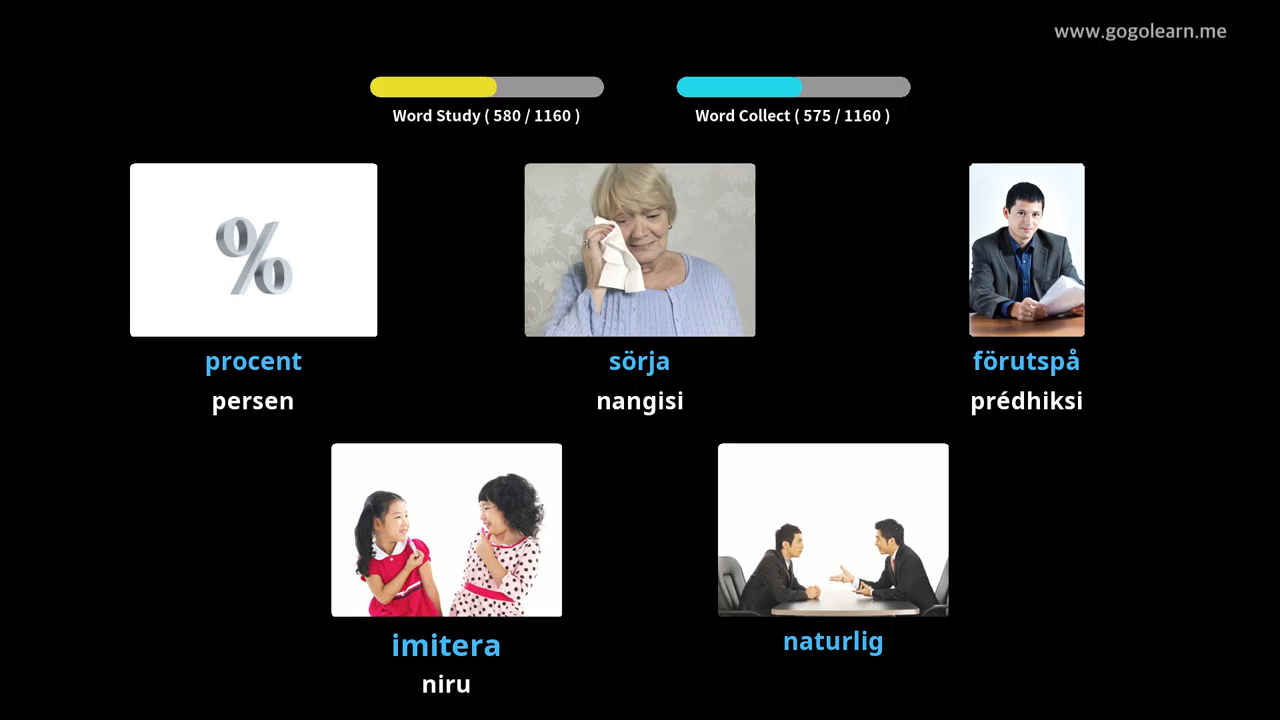 www.gogolearn.me
Word Study ( 580 / 1160 )
Word Collect ( 575 / 1160 )
%
procent
sörja
förutspå
persen
nangisi
prédhiksi
imitera
naturlig
niru